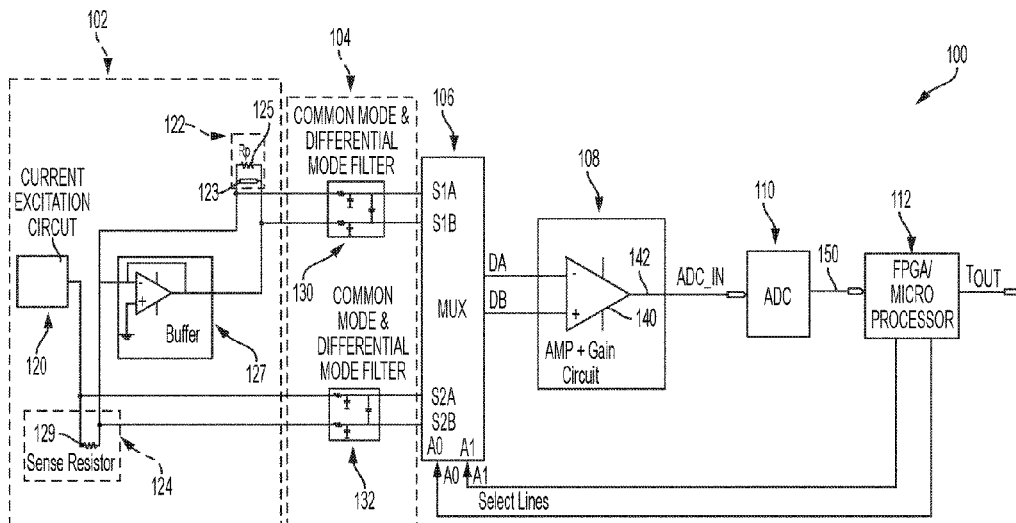 102
104
100
122
125
COMMON MODE &
DIFFERENTIAL
MODE FILTER
106
Rp
108
CURRENT
EXCITATION
CIRCUT
123
S1A
S1B
110
112
130
DA
142
ADC_IN
ADC
150
FPGA/
MICRO
PROCESSOR
TOUT
-
+
COMMON
MODE &
DIFFERENTIAL
MODE FILTER
MUX
DB
-
+
140
Buffer
AMP + Gain
Circuit
120
127
S2A
S2B
129
Sense Resistor
124
132
A0
A1
A0
A1
Select Lines